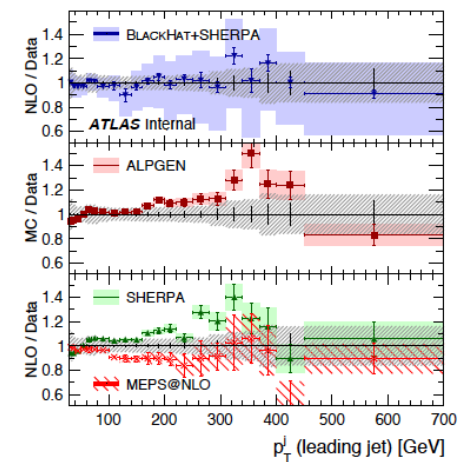 NLO / Data
1.4
1.2
1
0.8
0.6
BLACKHAT+SHERPA
ATLAS Internal
MC / Data
1.4
1.2
1
0.8
0.6
ALPGEN
NLO / Data
1.4
1.2
1
0.8
0.6
SHERPA
MEPS@NLO
100 200 300 400 500 600 700
p_T^j (leading jet) [GeV]